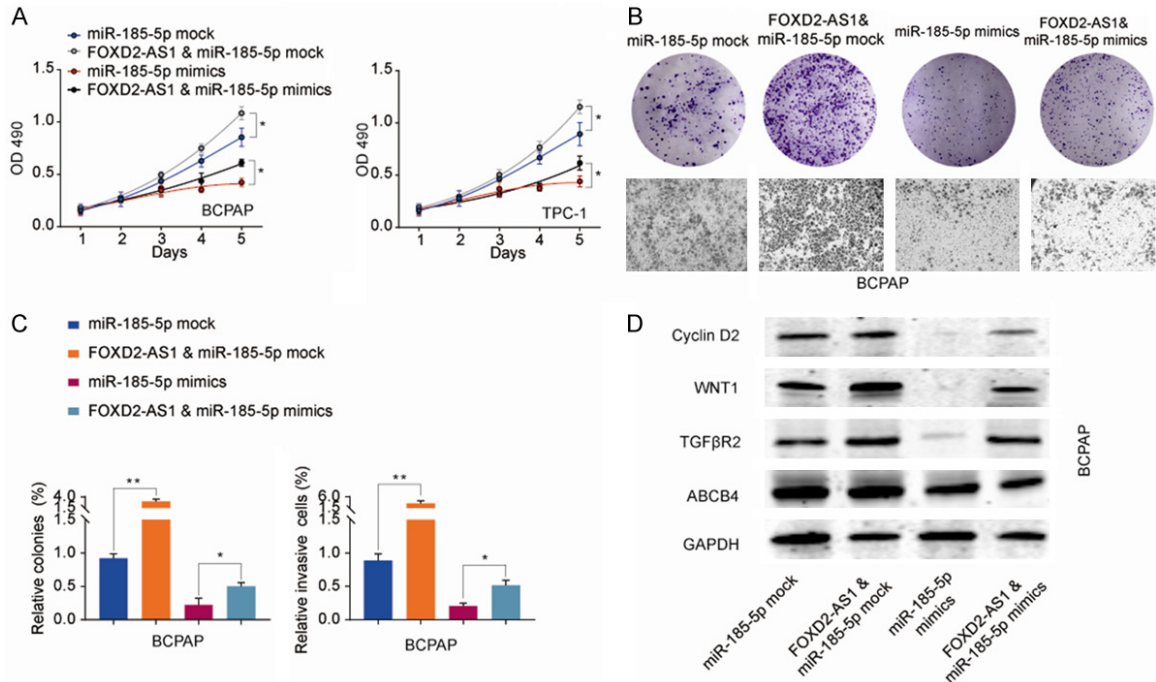 A
miR-185-5p mock
FOXD2-AS1 & miR-185-5p mock
miR-185-5p mimics
FOXD2-AS1 & miR-185-5p mimics
1.5
1.0
0.5
0.0
OD 490
*
*
BCPAP
1 2 3 4 5
Days
1.5
1.0
0.5
0.0
OD 490
*
*
TPC-1
1 2 3 4 5
Days
B
miR-185-5p mock
FOXD2-AS1&
miR-185-5p mock
miR-185-5p mimics
FOXD2-AS1&
miR-185-5p mimics
BCPAP
C
miR-185-5p mock
FOXD2-AS1 & miR-185-5p mock
miR-185-5p mimics
FOXD2-AS1 & miR-185-5p mimics
Relative colonies (%)
4.0
1.5
1.5
1.0
0.5
0.0
**
*
BCPAP
Relative invasive cells (%)
6.0
1.5
1.5
1.0
0.5
0.0
**
*
BCPAP
D
Cyclin D2
WNT1
TGFβR2
ABCB4
GAPDH
BCPAP
miR-185-5p mock
FOXD2-AS1 &
miR-185-5p mock
miR-185-5p
mimics
FOXD2-AS1 &
miR-185-5p mimics